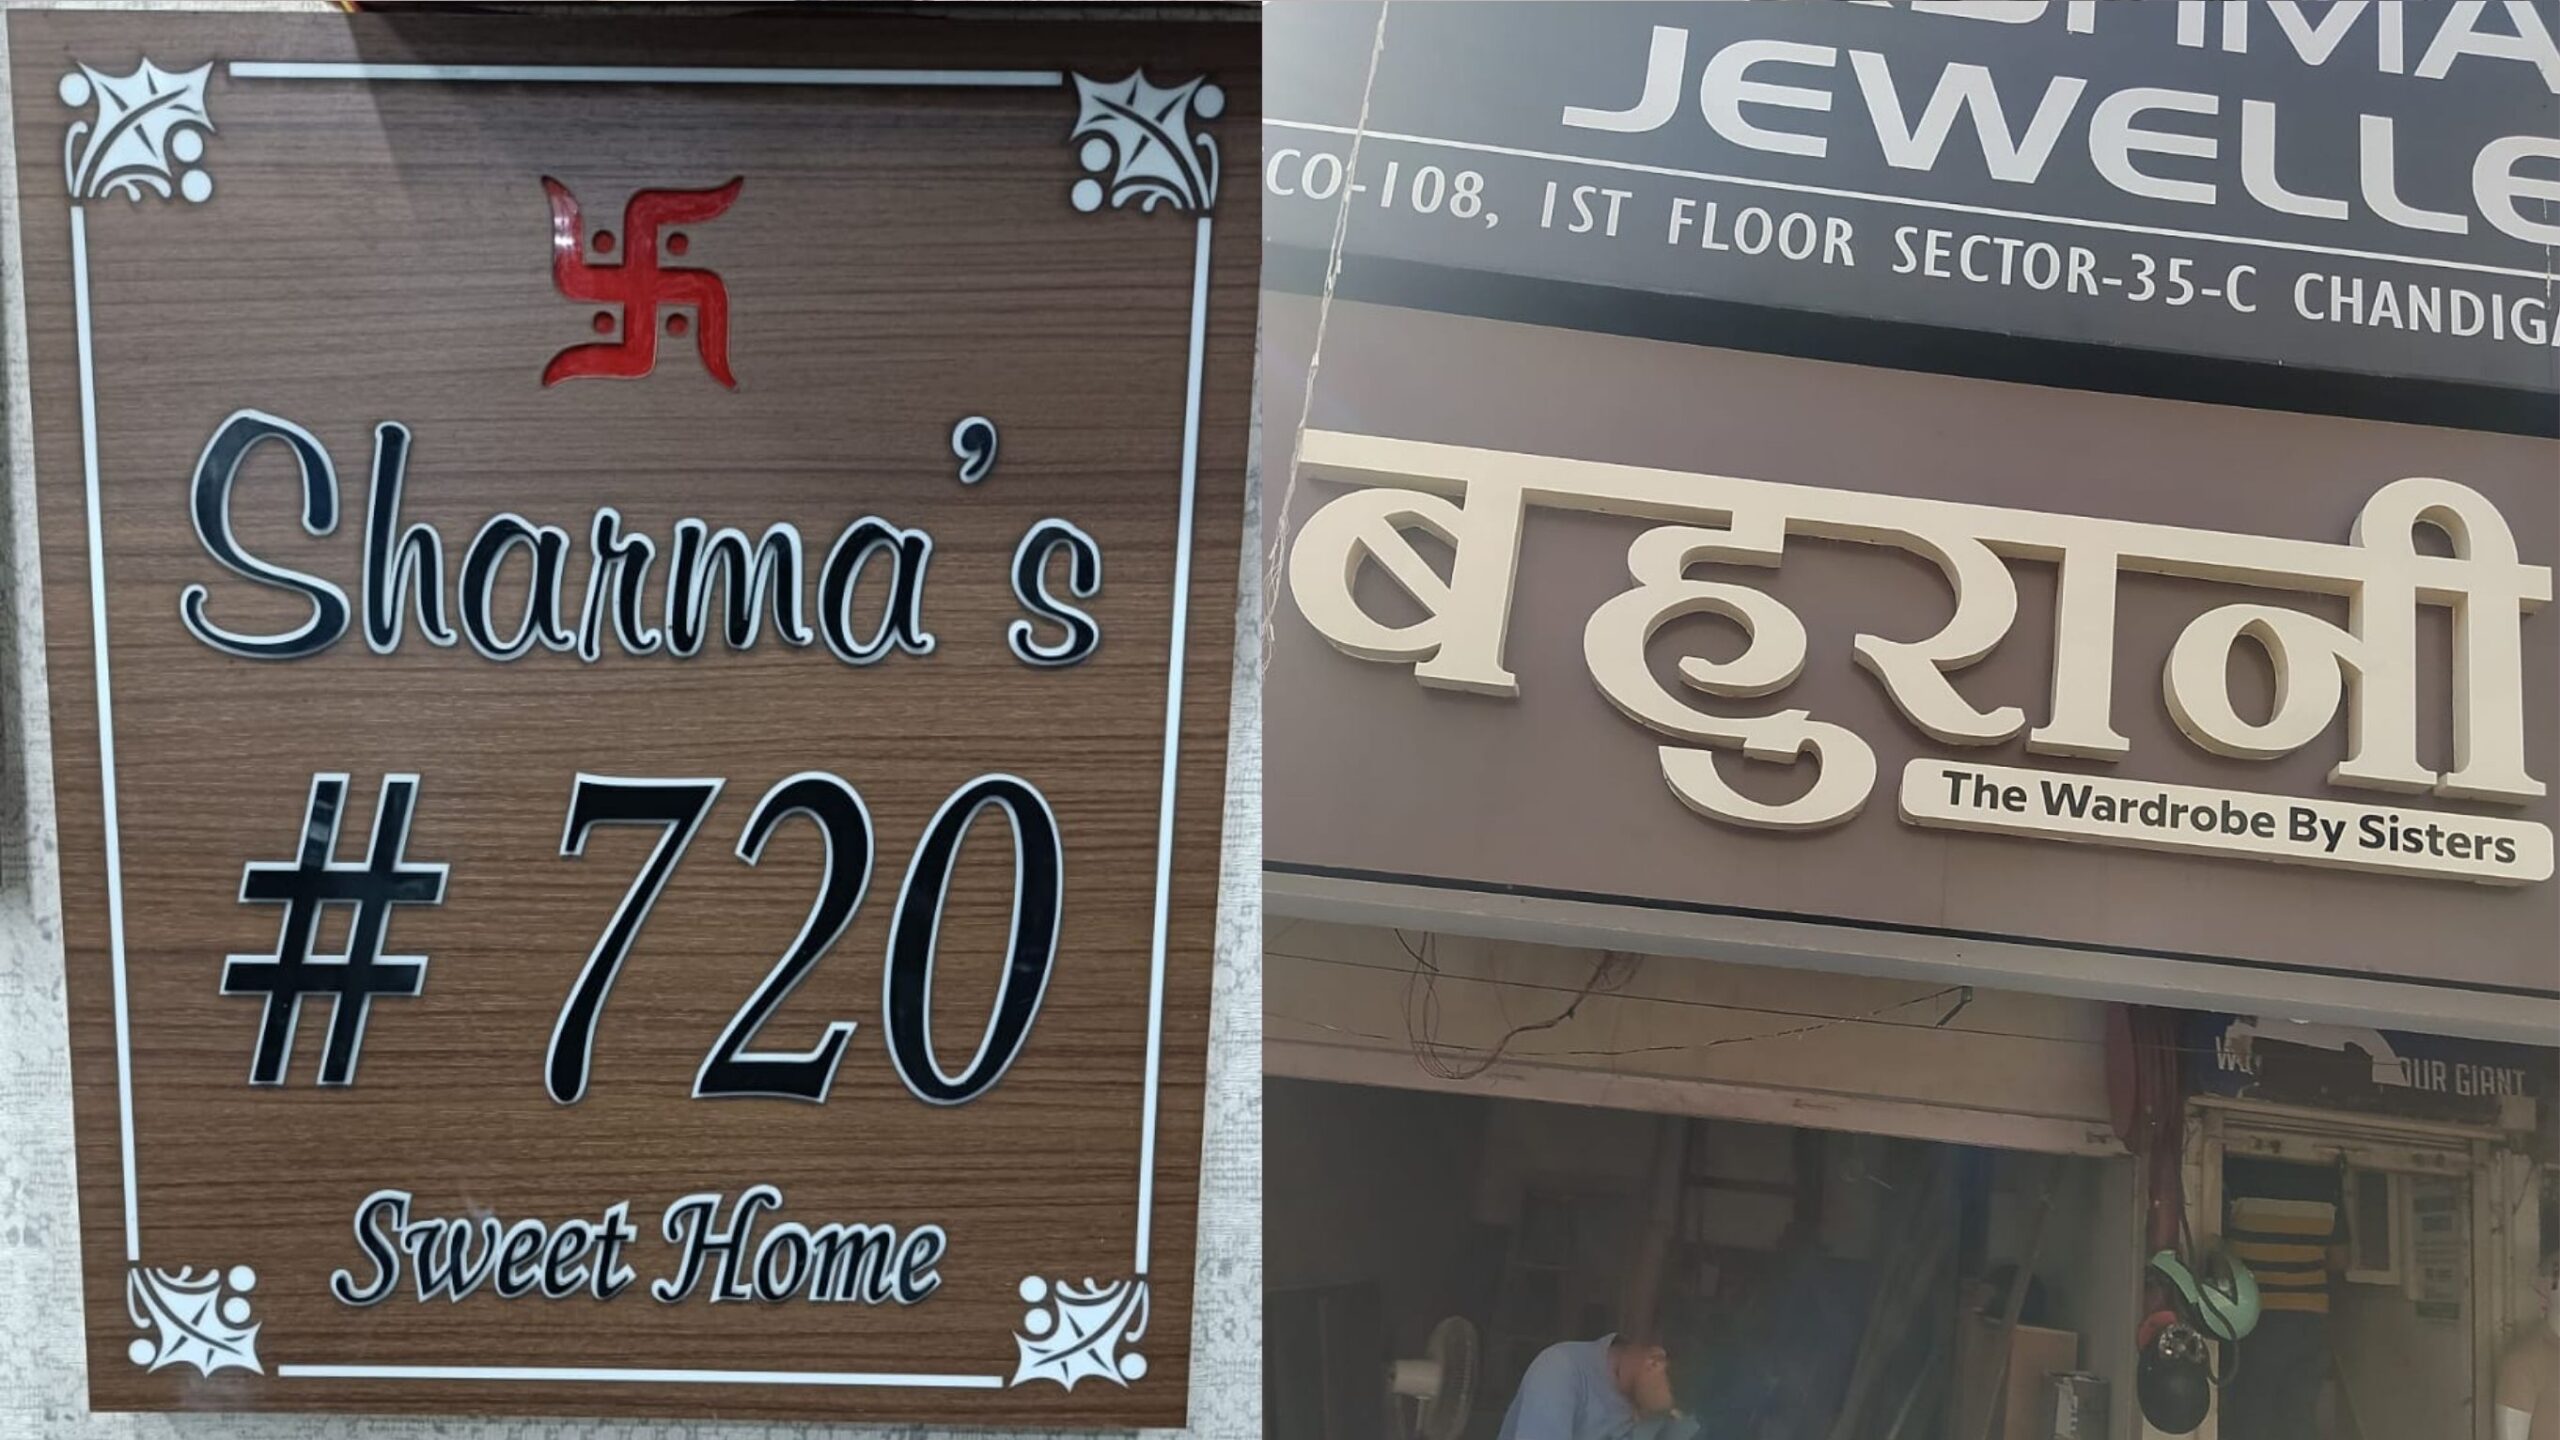 Sharma's
# 720
Sweet Home
JEWELLE
CO-108, 1ST FLOOR SECTOR-35-C CHANDIGA
बहुरानी
The Wardrobe By Sisters
OUR GIANT